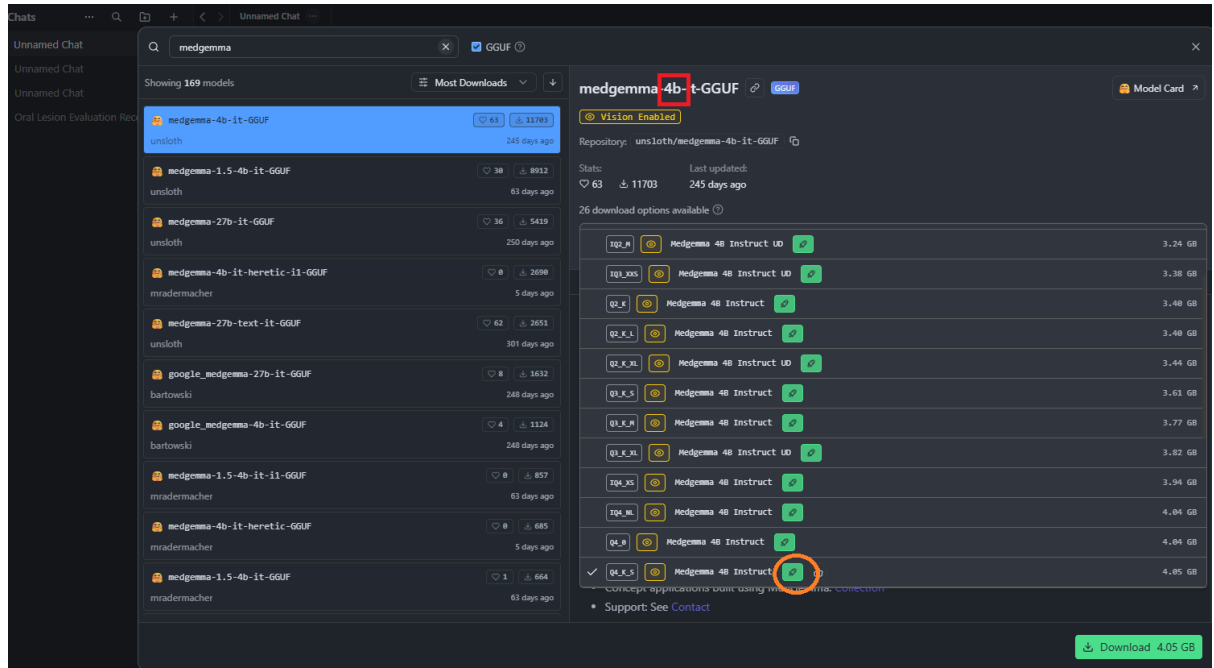 Chats
Unnamed Chat
Unnamed Chat
Unnamed Chat
Unnamed Chat
Oral Lesion Evaluation Rec
medgemma
GGUF
Showing 169 models
Most Downloads
medgemma-4b-it-GGUF
63
11703
unsloth
245 days ago
medgemma-1.5-4b-it-GGUF
30
8912
unsloth
63 days ago
medgemma-27b-it-GGUF
36
5419
unsloth
250 days ago
medgemma-4b-it-heretic-i1-GGUF
0
2690
mradermacher
5 days ago
medgemma-27b-text-it-GGUF
62
2651
unsloth
301 days ago
google_medgemma-27b-it-GGUF
8
1632
bartowski
248 days ago
google_medgemma-4b-it-GGUF
4
1124
bartowski
248 days ago
medgemma-1.5-4b-it-i1-GGUF
0
857
mradermacher
63 days ago
medgemma-4b-it-heretic-GGUF
0
685
mradermacher
5 days ago
medgemma-1.5-4b-it-GGUF
1
664
mradermacher
63 days ago
medgemma-4b-it-GGUF
GGUF
Model Card
Vision Enabled
Repository: unsloth/medgemma-4b-it-GGUF
Stats:
Last updated:
63
11703
245 days ago
26 download options available
IQ2_M Medgemma 4B Instruct UD 3.24 GB
IQ3_XXS Medgemma 4B Instruct UD 3.38 GB
Q2_K Medgemma 4B Instruct 3.40 GB
Q2_K_L Medgemma 4B Instruct 3.40 GB
Q2_K_XL Medgemma 4B Instruct UD 3.44 GB
Q3_K_S Medgemma 4B Instruct 3.61 GB
Q3_K_M Medgemma 4B Instruct 3.77 GB
Q3_K_XL Medgemma 4B Instruct UD 3.82 GB
IQ4_XS Medgemma 4B Instruct 3.94 GB
IQ4_NL Medgemma 4B Instruct 4.04 GB
Q4_0 Medgemma 4B Instruct 4.04 GB
Q4_K_S Medgemma 4B Instruct 4.05 GB
Concept applications built using MedGemma: Collection
Support: See Contact
Download 4.05 GB